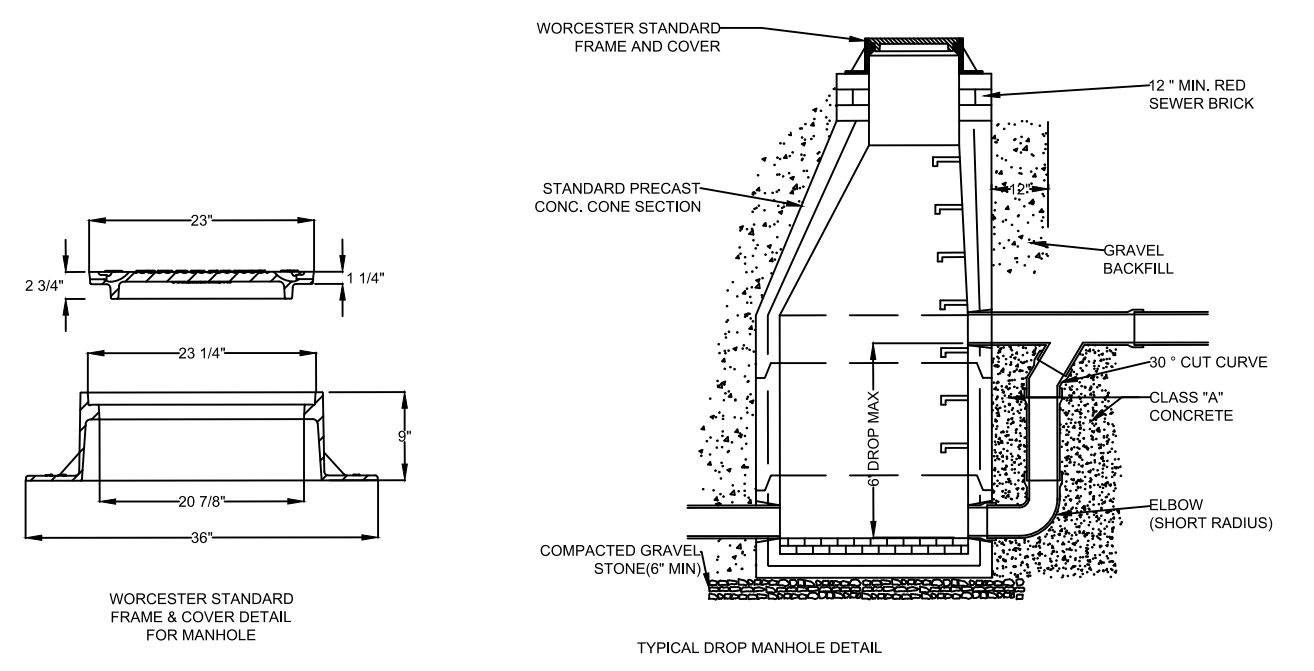 23"
2 3/4"
1 1/4"
23 1/4"
9"
20 7/8"
36"
WORCESTER STANDARD
FRAME & COVER DETAIL
FOR MANHOLE
WORCESTER STANDARD
FRAME AND COVER
12 " MIN. RED
SEWER BRICK
STANDARD PRECAST
CONC. CONE SECTION
12"
GRAVEL
BACKFILL
30 ° CUT CURVE
CLASS "A"
CONCRETE
6' DROP MAX
ELBOW
(SHORT RADIUS)
COMPACTED GRAVEL
STONE(6" MIN)
TYPICAL DROP MANHOLE DETAIL